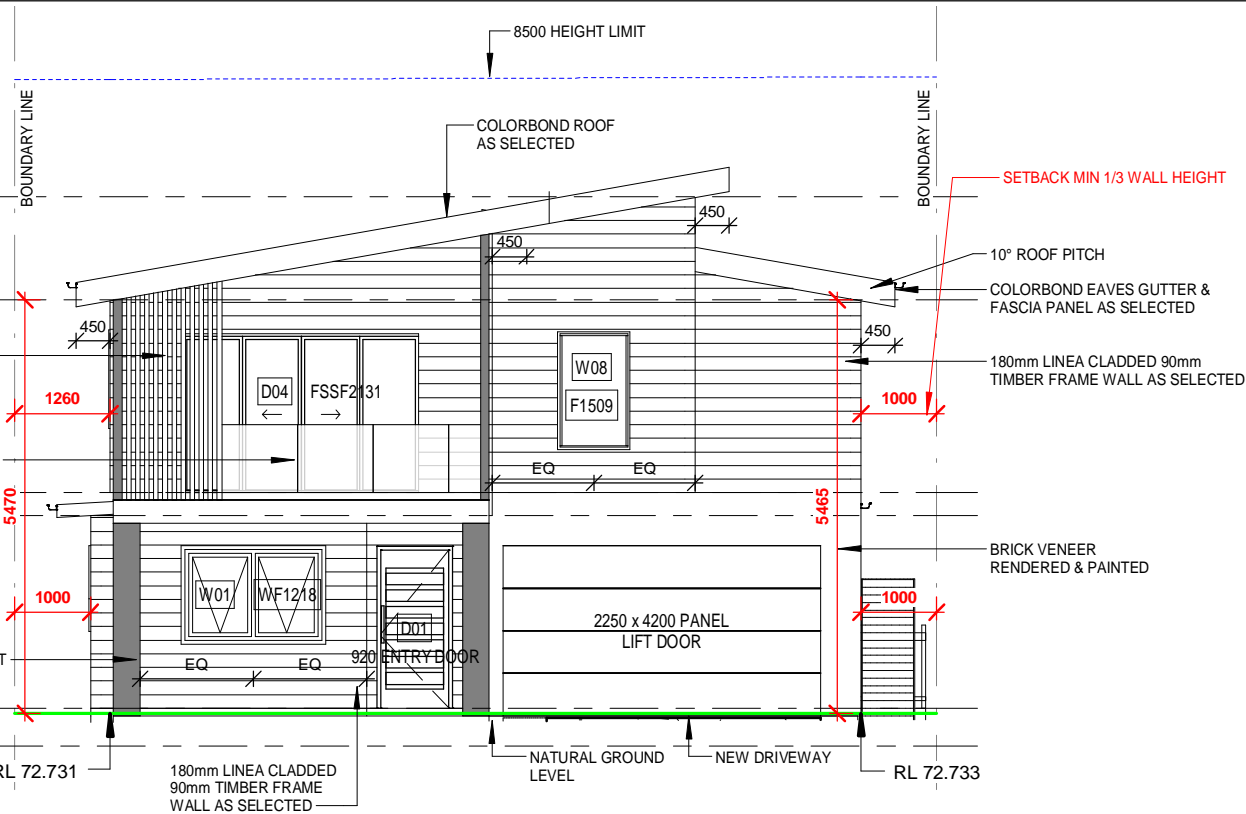 8500 HEIGHT LIMIT
BOUNDARY LINE
BOUNDARY LINE
COLORBOND ROOF
AS SELECTED
SETBACK MIN 1/3 WALL HEIGHT
450
450
10° ROOF PITCH
COLORBOND EAVES GUTTER &
FASCIA PANEL AS SELECTED
450
450
180mm LINEA CLADDED 90mm
TIMBER FRAME WALL AS SELECTED
W08
F1509
D04
FSSF2131
1260
1000
EQ
EQ
5470
5465
BRICK VENEER
RENDERED & PAINTED
1000
W01
WF1218
D01
1000
2250 x 4200 PANEL
LIFT DOOR
920 ENTRY DOOR
T
EQ
EQ
RL 72.731
180mm LINEA CLADDED
90mm TIMBER FRAME
WALL AS SELECTED
NATURAL GROUND
LEVEL
NEW DRIVEWAY
RL 72.733